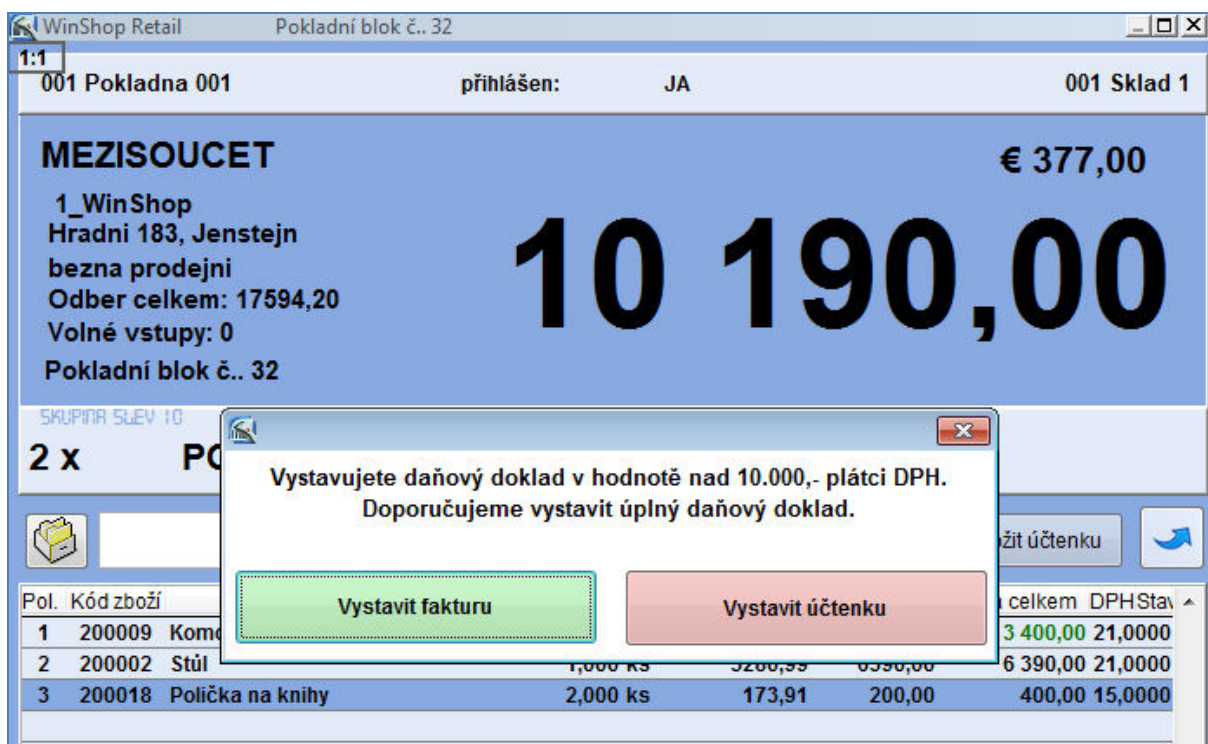 WinShop Retail Pokladní blok č.. 32
1:1
001 Pokladna 001 přihlášen: JA 001 Sklad 1
MEZISOUCET € 377,00
1_WinShop
Hradni 183, Jenstejn
bezna prodejni
Odber celkem: 17594,20
Volné vstupy: 0
Pokladní blok č.. 32
10 190,00
SKUPINA SLEV 10
2 x
Vystavujete daňový doklad v hodnotě nad 10.000,- plátci DPH.
Doporučujeme vystavit úplný daňový doklad.
účtenku
Vystavit fakturu Vystavit účtenku
Pol. Kód zboží celkem DPH Stav
1 200009 3 400,00 21,0000
2 200002 Stůl 1,000 ks 6 390,00 21,0000
3 200018 Polička na knihy 2,000 ks 173,91 200,00 400,00 15,0000